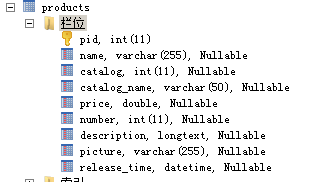 products
栏位
pid, int(11)
name, varchar(255), Nullable
catalog, int(11), Nullable
catalog_name, varchar(50), Nullable
price, double, Nullable
number, int(11), Nullable
description, longtext, Nullable
picture, varchar(255), Nullable
release_time, datetime, Nullable